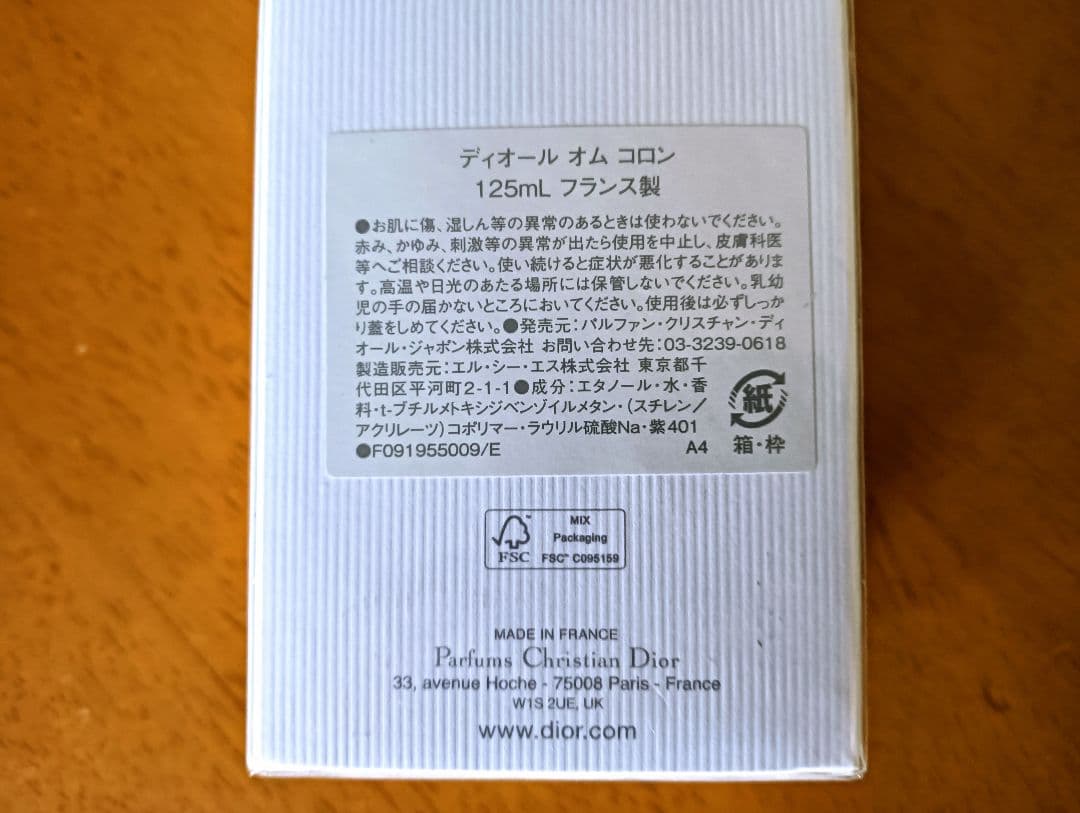 ディオール オム コロン
125mL フランス製
●お肌に傷、湿しん等の異常のあるときは使わないでください。
赤み、かゆみ、刺激等の異常が出たら使用を中止し、皮膚科医
等へご相談ください。使い続けると症状が悪化することがありま
す。高温や日光のあたる場所には保管しないでください。乳幼
児の手の届かないところにおいてください。使用後は必ずしっか
り蓋をしめてください。●発売元：パルファン・クリスチャン・ディ
オール・ジャポン株式会社 お問い合わせ先：03-3239-0618
製造販売元：エル・シー・エス株式会社 東京都千
代田区平河町2-1-1●成分：エタノール・水・香
料・t-ブチルメトキシジベンゾイルメタン・（スチレン／
アクリレーツ）コポリマー・ラウリル硫酸Na・紫401
●F091955009/E A4
紙
箱・枠
FSC™
MIX
Packaging
FSC™ C095159
MADE IN FRANCE
Parfums Christian Dior
33, avenue Hoche - 75008 Paris - France
W1S 2UE, UK
www.dior.com